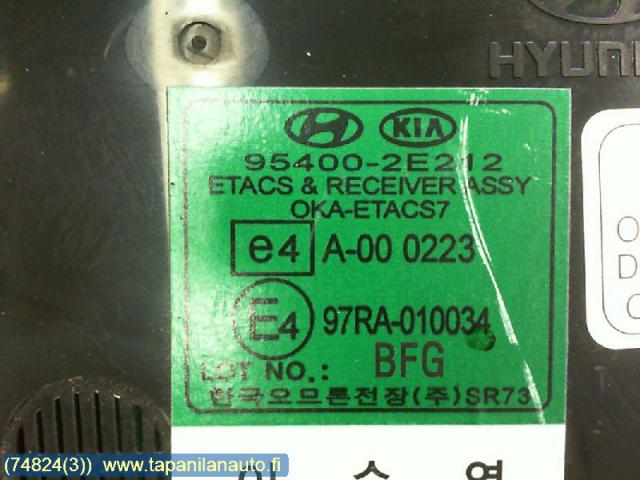 HYUNDAI
KIA
95400-2E212
ETACS & RECEIVER ASSY
OKA-ETACS7
e4 A-00 0223
E4 97RA-010034
LOT NO.: BFG
한국오므론전장(주)SR73
(74824(3)) www.tapanilanauto.fi